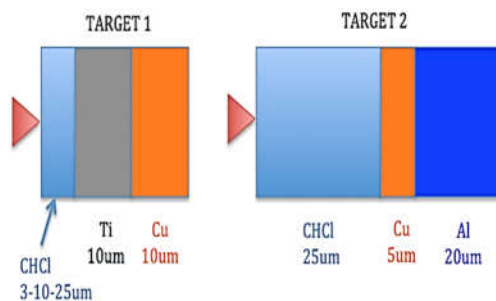 TARGET 1
TARGET 2
Ti
10um
Cu
10um
CHCl
3-10-25um
CHCl
25um
Cu
5um
Al
20um